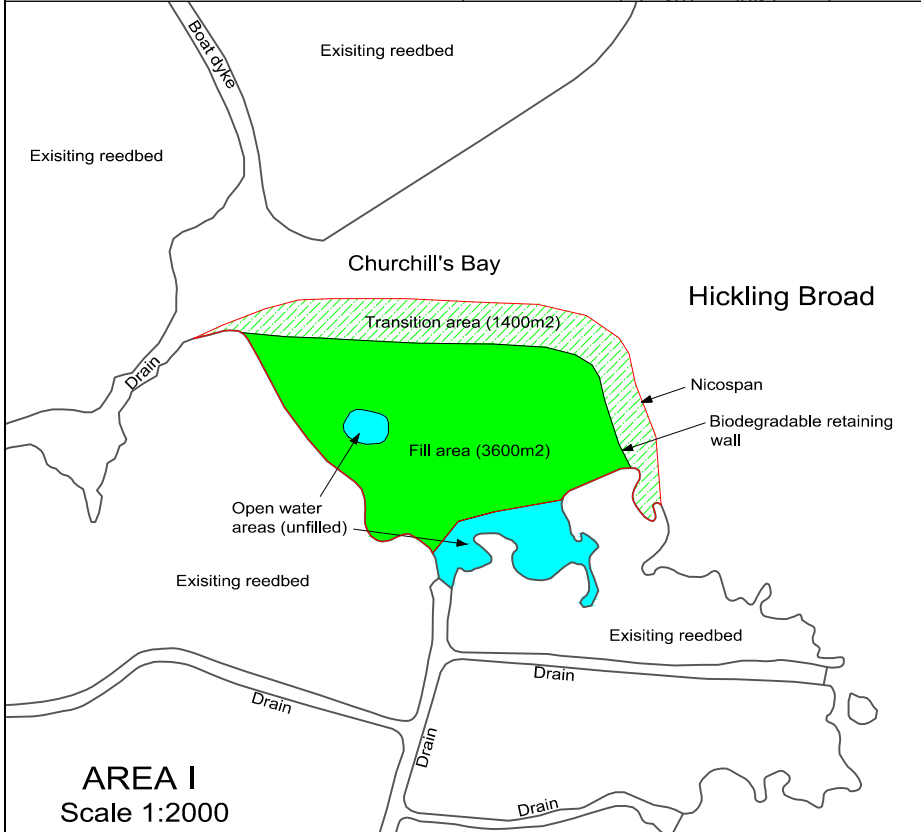 Boat dyke
Exisiting reedbed
Exisiting reedbed
Churchill's Bay
Hickling Broad
Transition area (1400m2)
Drain
Nicospan
Biodegradable retaining
wall
Fill area (3600m2)
Open water
areas (unfilled)
Exisiting reedbed
Exisiting reedbed
Drain
Drain
Drain
Drain
AREA I
Scale 1:2000